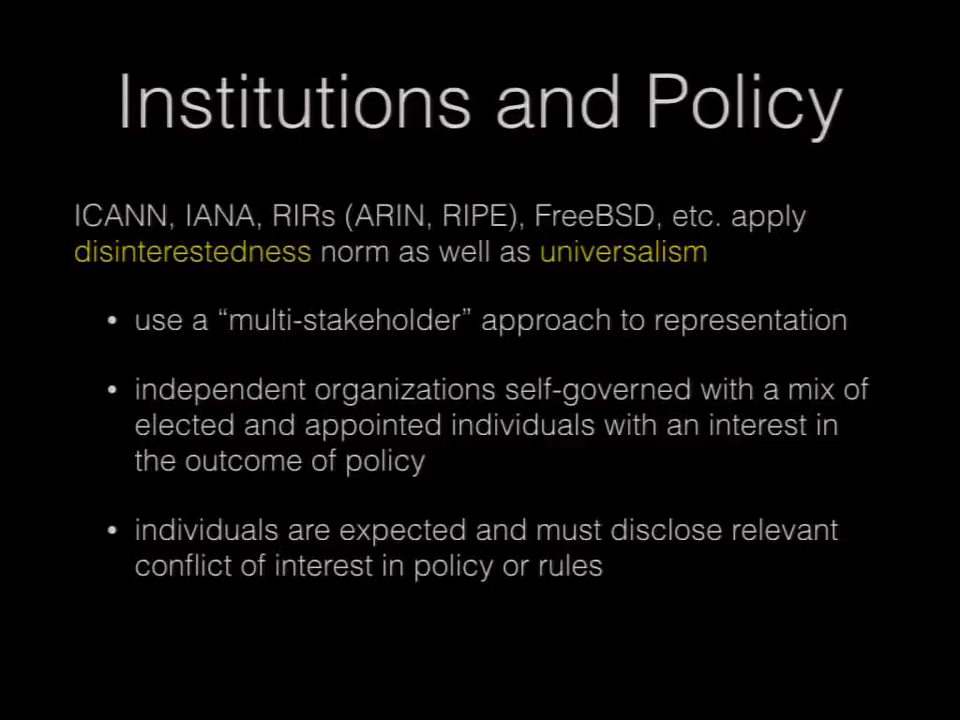 Institutions and Policy
ICANN, IANA, RIRs (ARIN, RIPE), FreeBSD, etc. apply
disinterestedness norm as well as universalism
• use a “multi-stakeholder” approach to representation
• independent organizations self-governed with a mix of
elected and appointed individuals with an interest in
the outcome of policy
• individuals are expected and must disclose relevant
conflict of interest in policy or rules